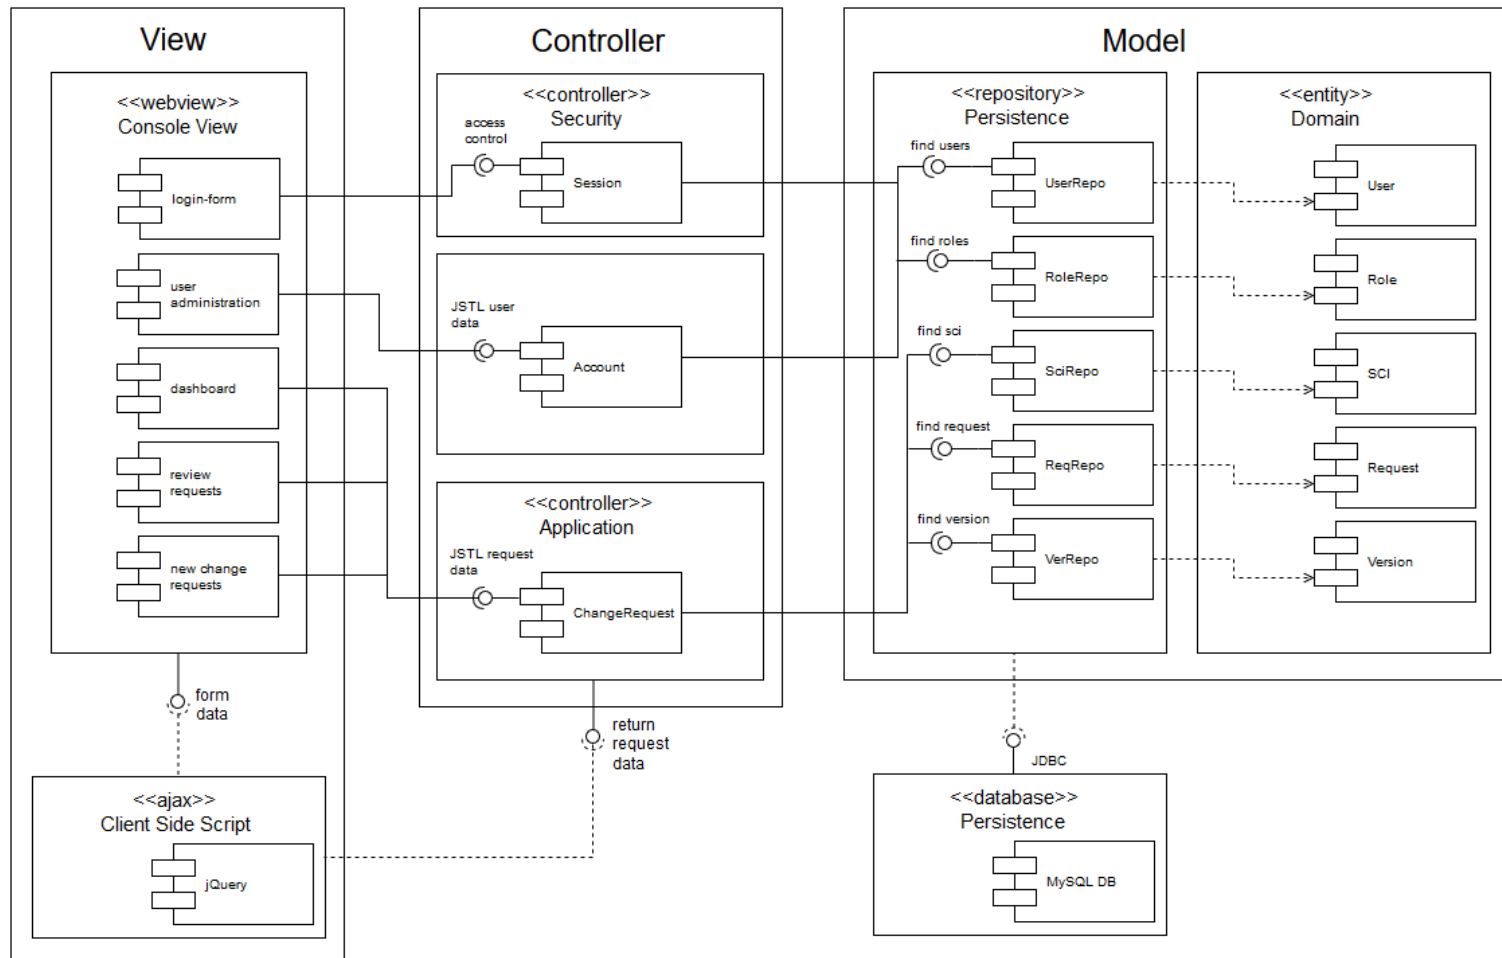 View
<<webview>>
Console View
login-form
user
administration
dashboard
review
requests
new change
requests
form
data
<<ajax>>
Client Side Script
jQuery
Controller
<<controller>>
Security
access
control
Session
JSTL user
data
Account
<<controller>>
Application
JSTL request
data
ChangeRequest
return
request
data
Model
<<repository>>
Persistence
find users
UserRepo
find roles
RoleRepo
find sci
SciRepo
find request
ReqRepo
find version
VerRepo
<<entity>>
Domain
User
Role
SCI
Request
Version
JDBC
<<database>>
Persistence
MySQL DB